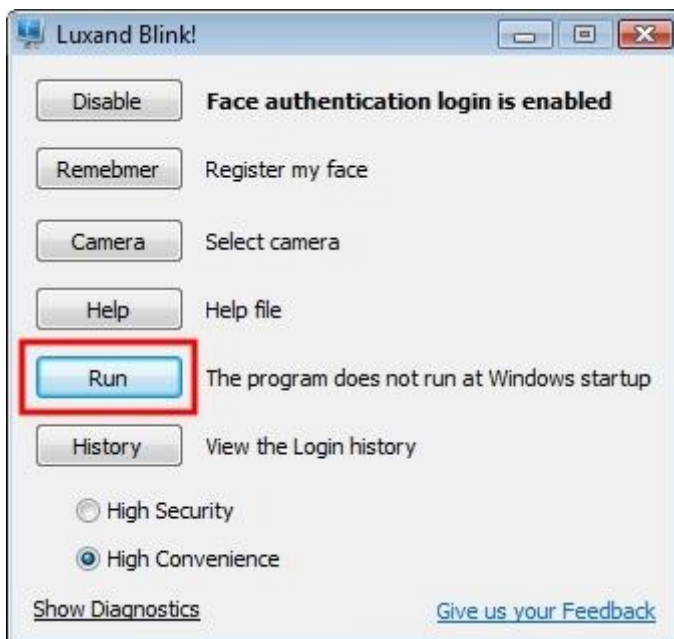 Luxand Blink!
Disable Face authentication login is enabled
Remebmer Register my face
Camera Select camera
Help Help file
Run The program does not run at Windows startup
History View the Login history
High Security
High Convenience
Show Diagnostics Give us your Feedback